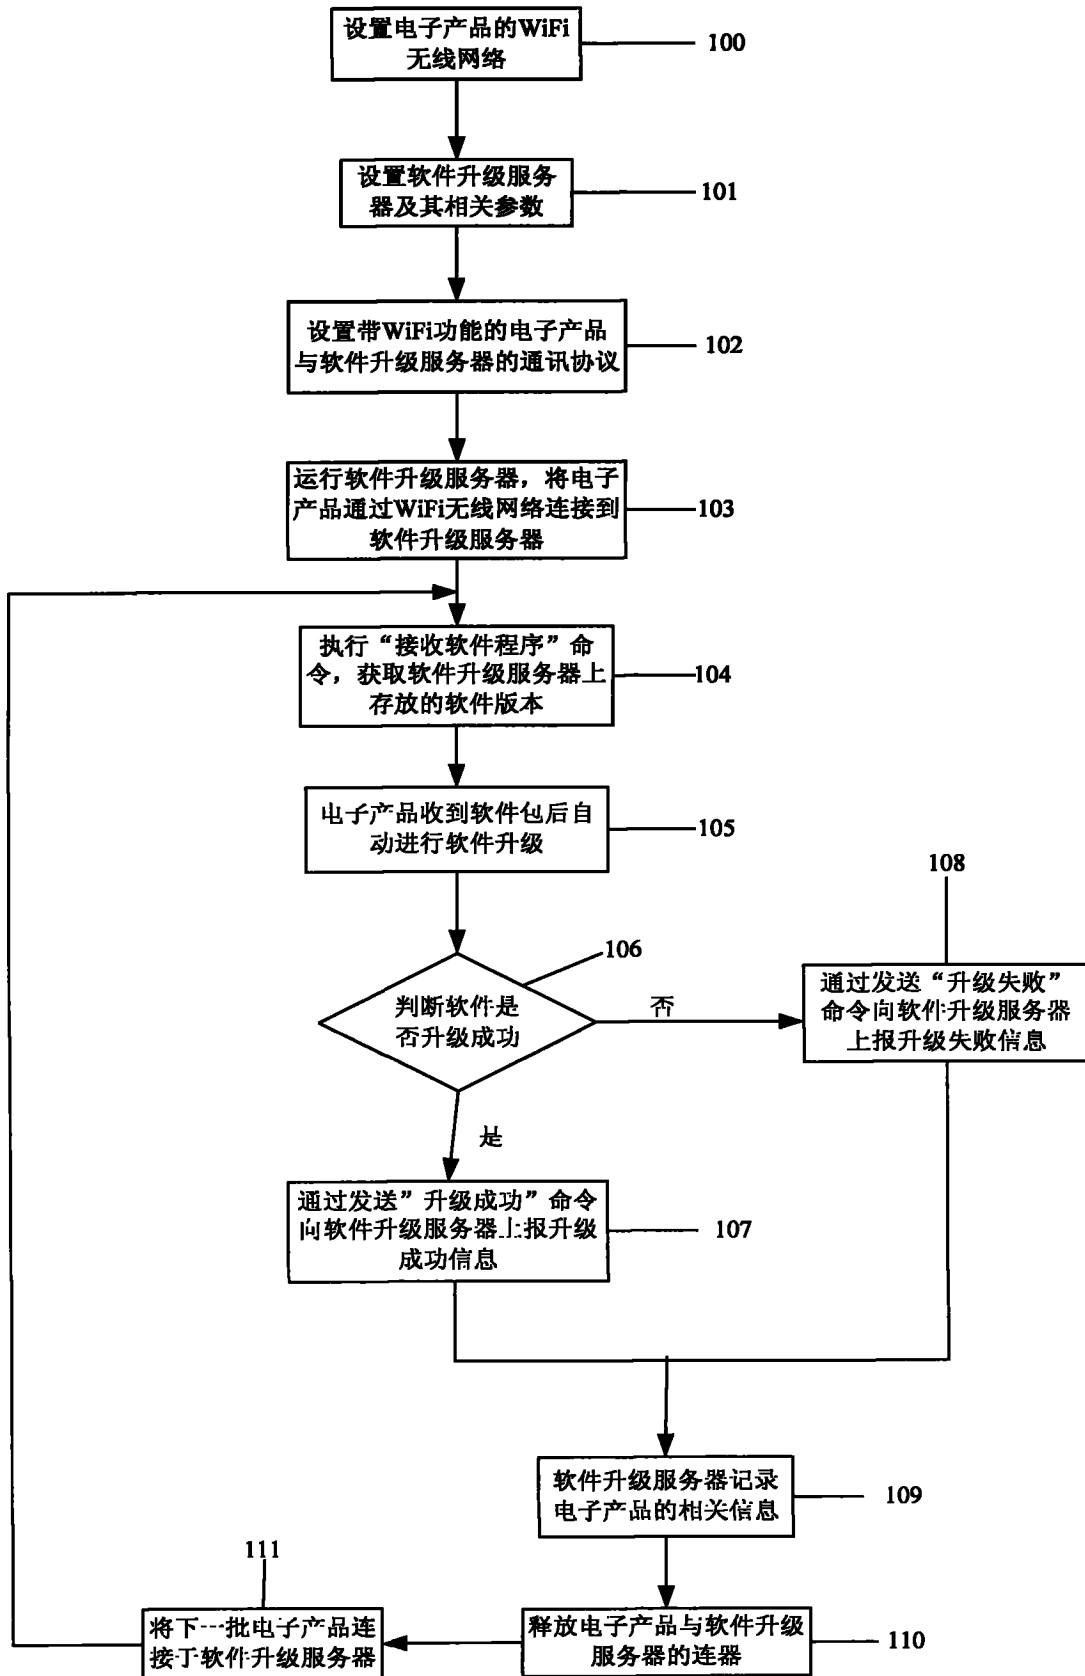 设置电子产品的WiFi
无线网络
100
设置软件升级服务
器及其相关参数
101
设置带WiFi功能的电子产品
与软件升级服务器的通讯协议
102
运行软件升级服务器，将电子
产品通过WiFi无线网络连接到
软件升级服务器
103
执行“接收软件程序”命
令，获取软件升级服务器上
存放的软件版本
104
电子产品收到软件包后自
动进行软件升级
105
106
判断软件是
否升级成功
否
108
通过发送“升级失败”
命令向软件升级服务器
上报升级失败信息
是
通过发送”升级成功”命令
向软件升级服务器上报升级
成功信息
107
软件升级服务器记录
电子产品的相关信息
109
释放电子产品与软件升级
服务器的连器
110
111
将下一批电子产品连
接于软件升级服务器